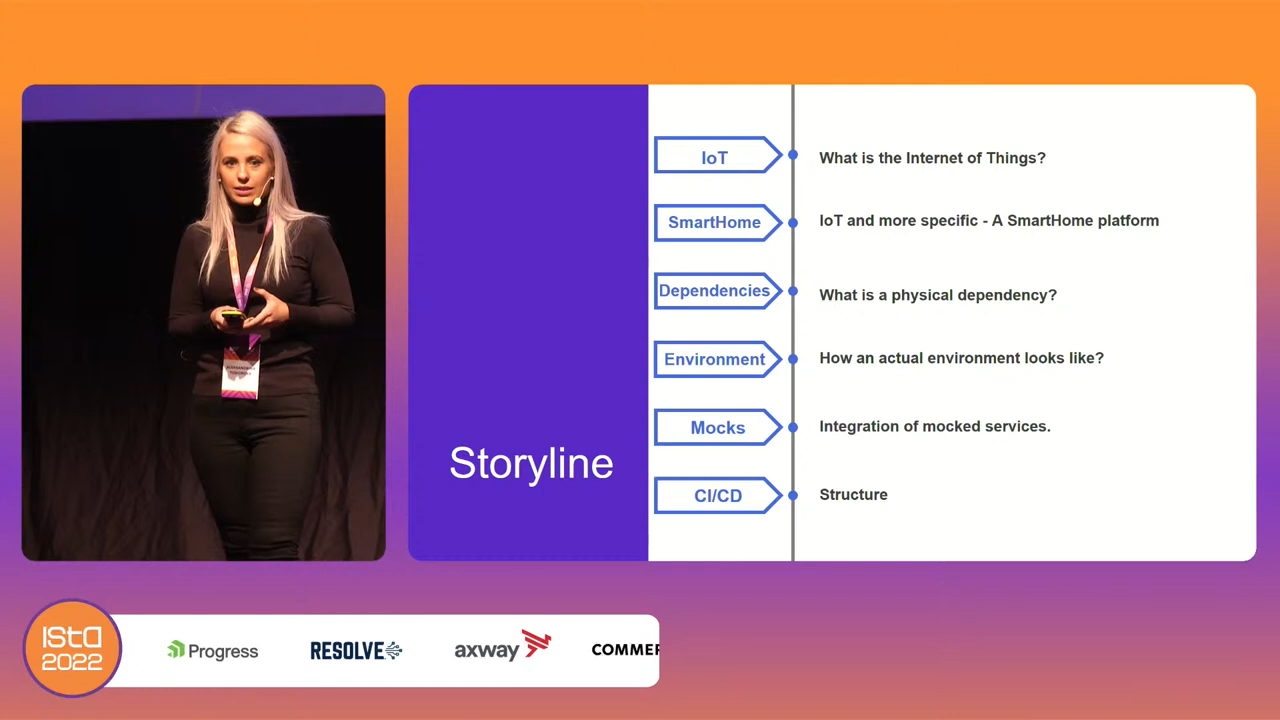 Storyline
IoT
What is the Internet of Things?
SmartHome
IoT and more specific - A SmartHome platform
Dependencies
What is a physical dependency?
Environment
How an actual environment looks like?
Mocks
Integration of mocked services.
CI/CD
Structure
ISta
2022
Progress
RESOLVE
axway
COMMER